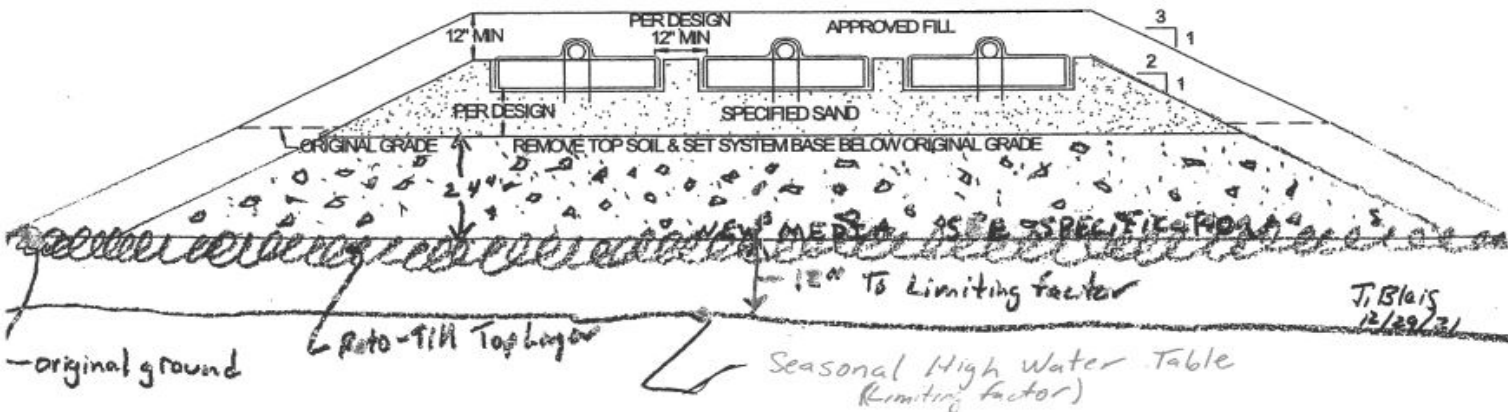 PER DESIGN
12" MIN
12" MIN
APPROVED FILL
3
1
2
1
PER DESIGN
SPECIFIED SAND
ORIGINAL GRADE
REMOVE TOP SOIL & SET SYSTEM BASE BELOW ORIGINAL GRADE
24"
NEW MEDIA SEE SPECIFICATIONS
12" To Limiting factor
J. Blais
12/29/21
Roto-Till Top Layer
original ground
Seasonal High Water Table
(Limiting factor)